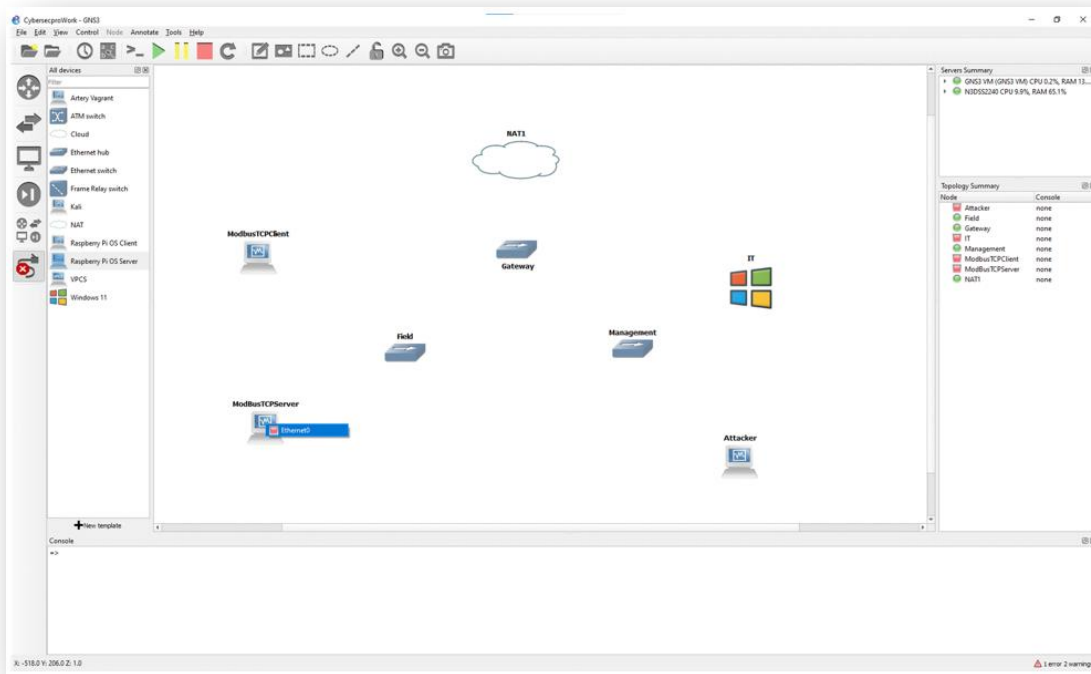 CybersecproWork - GNS3
File Edit View Control Node Annotate Tools Help
All devices
Filter
Artery Vagrant
ATM switch
Cloud
Ethernet hub
Ethernet switch
Frame Relay switch
Kali
NAT
Raspberry Pi OS Client
Raspberry Pi OS Server
VPCS
Windows 11
New template
NAT1
ModbusTCPClient
Gateway
IT
Field
Management
ModBusTCPServer
Ethernet0
Attacker
Servers Summary
GNS3 VM (GNS3 VM) CPU 0.2%, RAM 13...
N3DS52240 CPU 9.9%, RAM 65.1%
Topology Summary
Node Console
Attacker none
Field none
Gateway none
IT none
Management none
ModbusTCPClient none
ModBusTCPServer none
NAT1 none
Console
=>
X: -518.0 Y: 206.0 Z: 1.0
1 error 2 warning